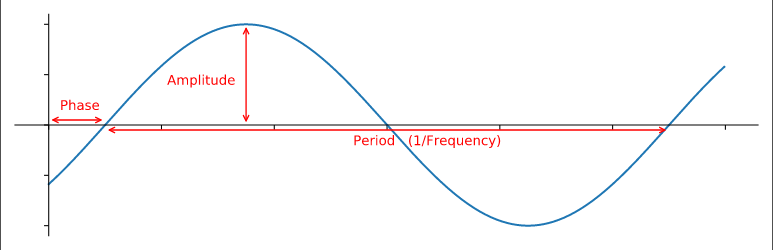 Amplitude
Phase
Period (1/Frequency)